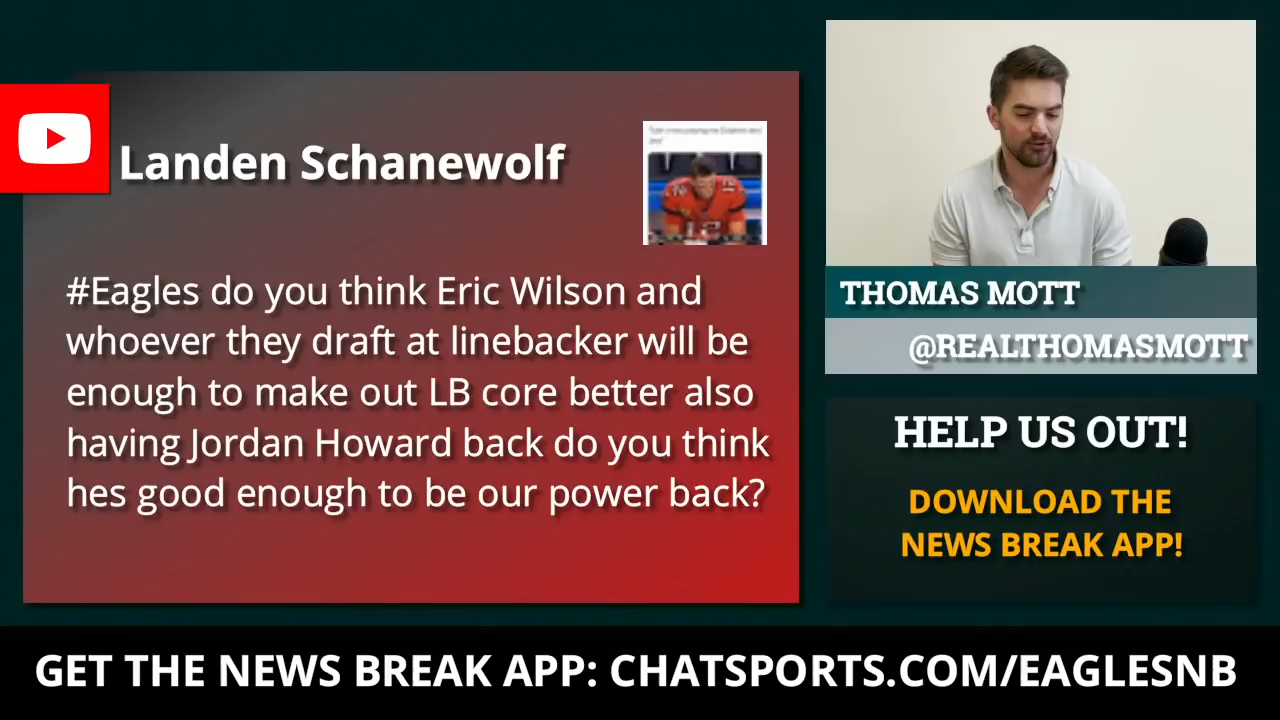 Landen Schanewolf
#Eagles do you think Eric Wilson and
whoever they draft at linebacker will be
enough to make out LB core better also
having Jordan Howard back do you think
hes good enough to be our power back?
THOMAS MOTT
@REALTHOMASMOTT
HELP US OUT!
DOWNLOAD THE
NEWS BREAK APP!
GET THE NEWS BREAK APP: CHATSPORTS.COM/EAGLESNB